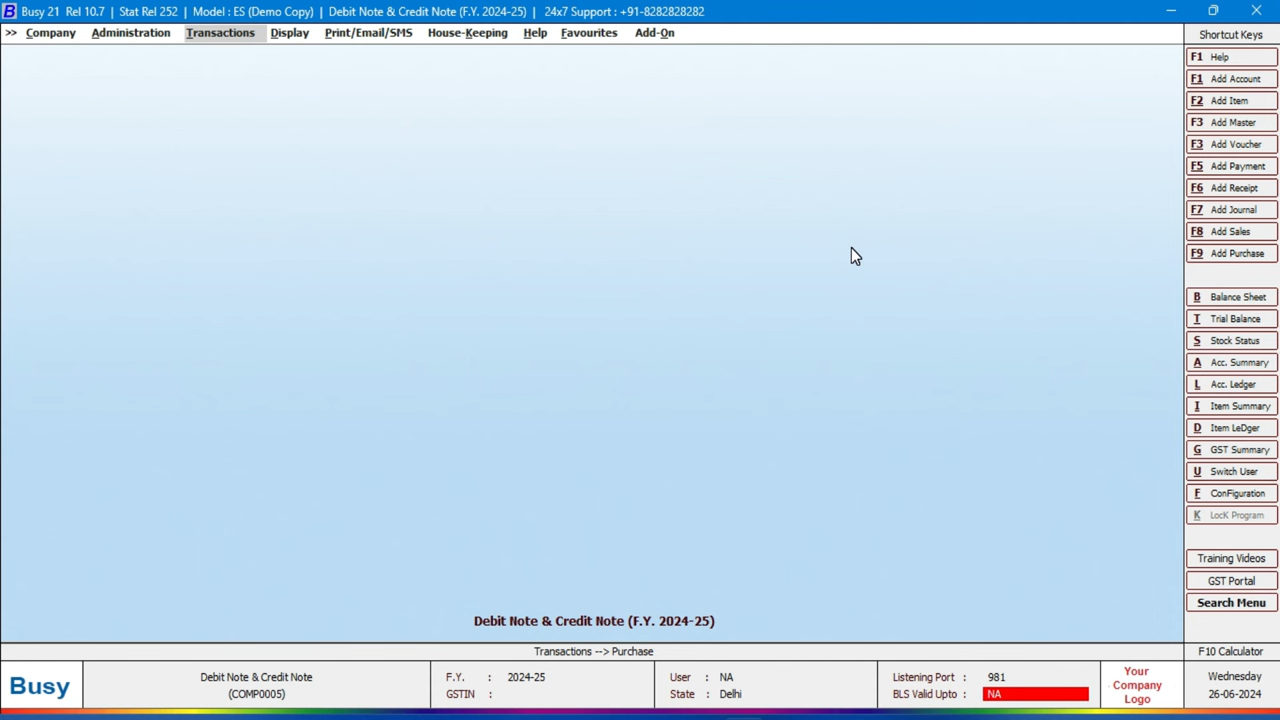 B Busy 21 Rel 10.7 | Stat Rel 252 | Model : ES (Demo Copy) | Debit Note & Credit Note (F.Y. 2024-25) | 24x7 Support : +91-8282828282
>> Company Administration Transactions Display Print/Email/SMS House-Keeping Help Favourites Add-On
Shortcut Keys
F1 Help
F1 Add Account
F2 Add Item
F3 Add Master
F3 Add Voucher
F5 Add Payment
F6 Add Receipt
F7 Add Journal
F8 Add Sales
F9 Add Purchase
B Balance Sheet
T Trial Balance
S Stock Status
A Acc. Summary
L Acc. Ledger
I Item Summary
D Item LeDger
G GST Summary
U Switch User
F ConFiguration
K LocK Program
Training Videos
GST Portal
Search Menu
Debit Note & Credit Note (F.Y. 2024-25)
Transactions --> Purchase
F10 Calculator
Busy
Debit Note & Credit Note
(COMP0005)
F.Y. : 2024-25
GSTIN :
User : NA
State : Delhi
Listening Port : 981
BLS Valid Upto : NA
Your
Company
Logo
Wednesday
26-06-2024